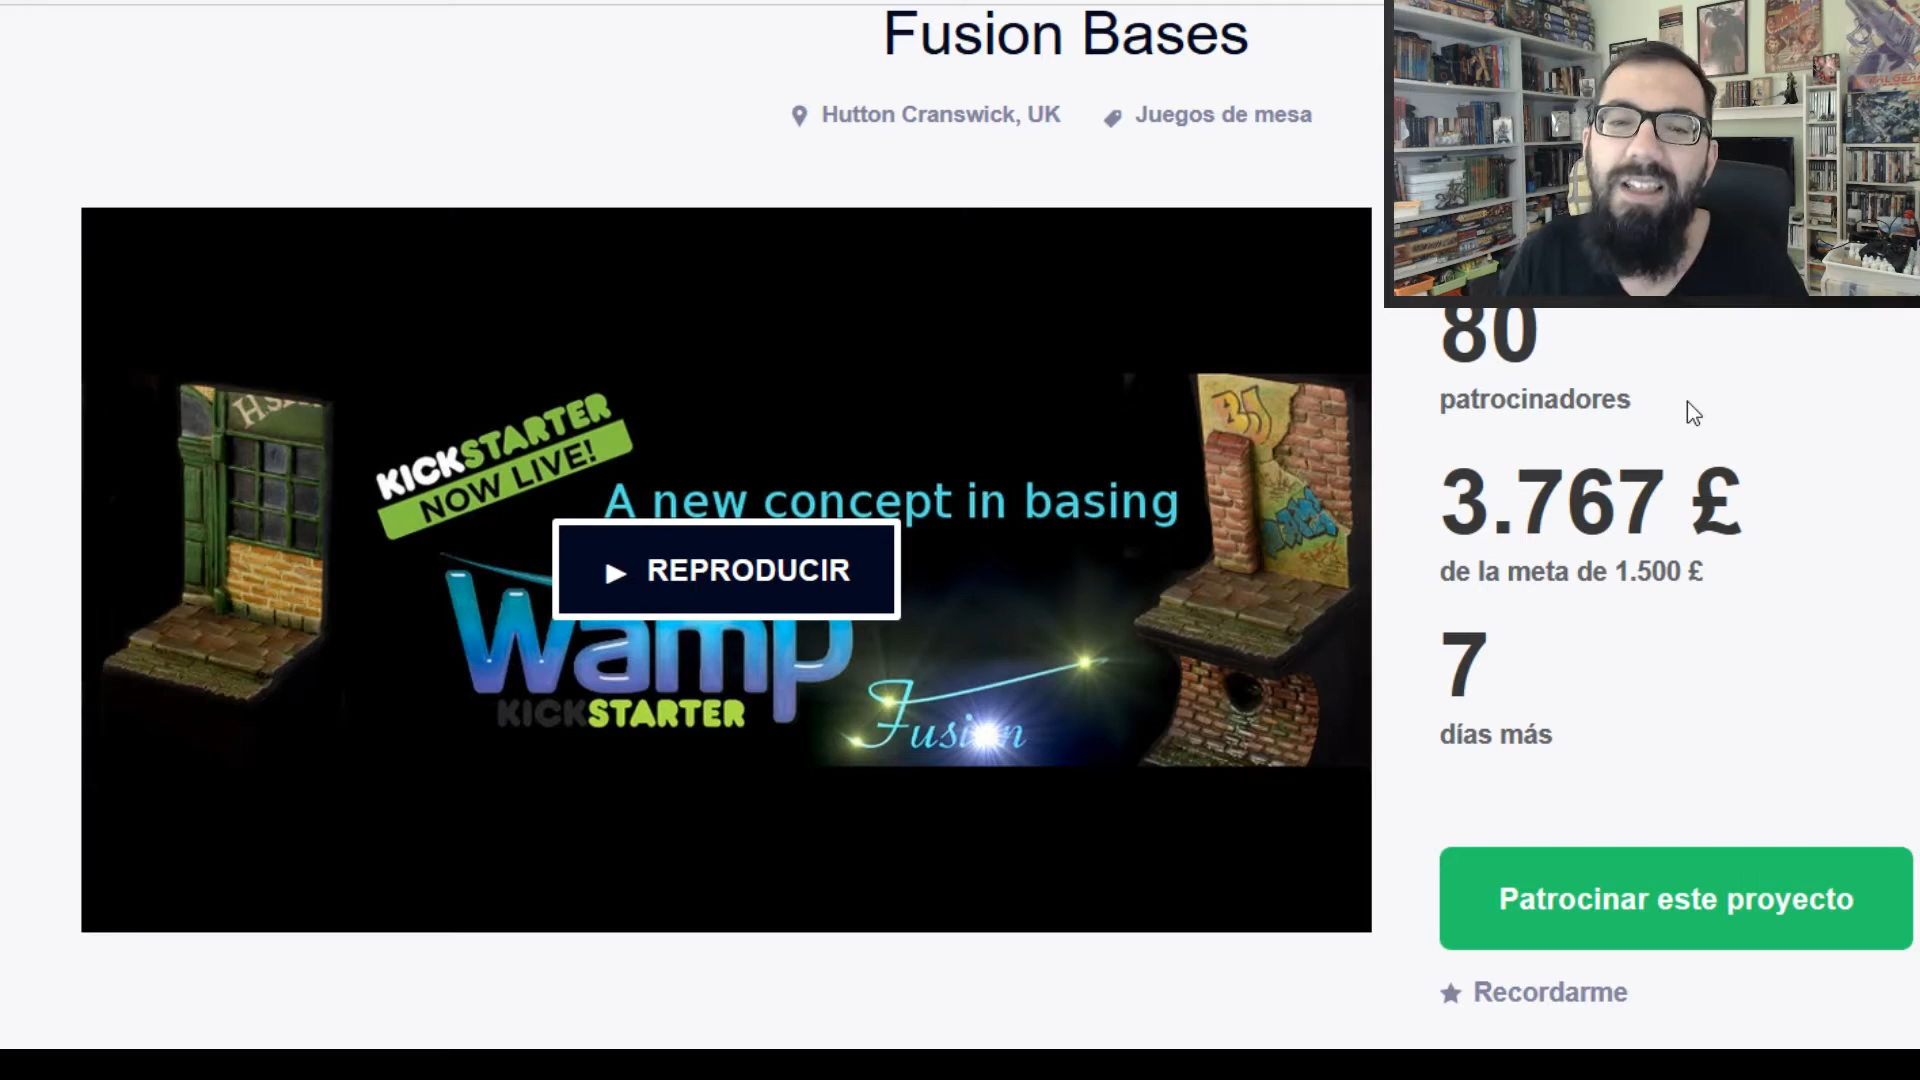 Fusion Bases
Hutton Cranswick, UK
Juegos de mesa
KICKSTARTER
NOW LIVE!
A new concept in basing
REPRODUCIR
Wamp
KICKSTARTER
Fusion
80
patrocinadores
3.767 £
de la meta de 1.500 £
7
días más
Patrocinar este proyecto
Recordarme